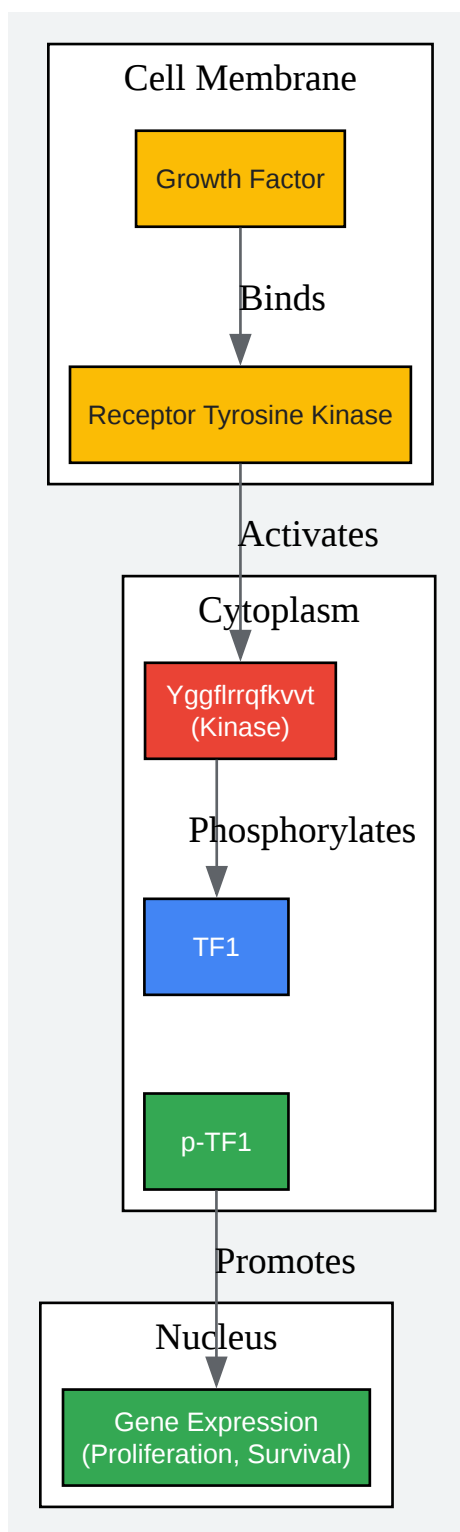 Cell Membrane
Growth Factor
Binds
Receptor Tyrosine Kinase
Activates
Cytoplasm
Yggflrrqfkvvt
(Kinase)
Phosphorylates
TF1
p-TF1
Promotes
Nucleus
Gene Expression
(Proliferation, Survival)